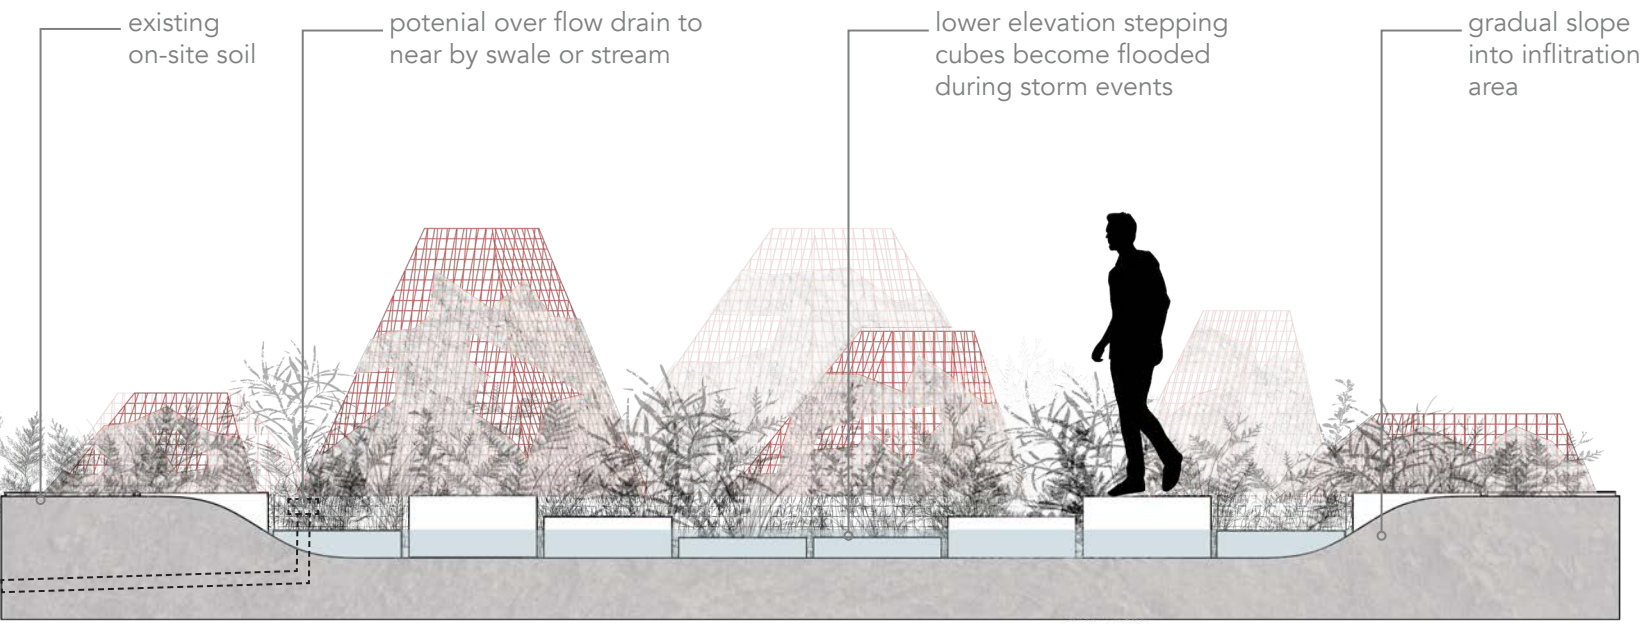 existing
on-site soil
potenial over flow drain to
near by swale or stream
lower elevation stepping
cubes become flooded
during storm events
gradual slope
into inflitration
area